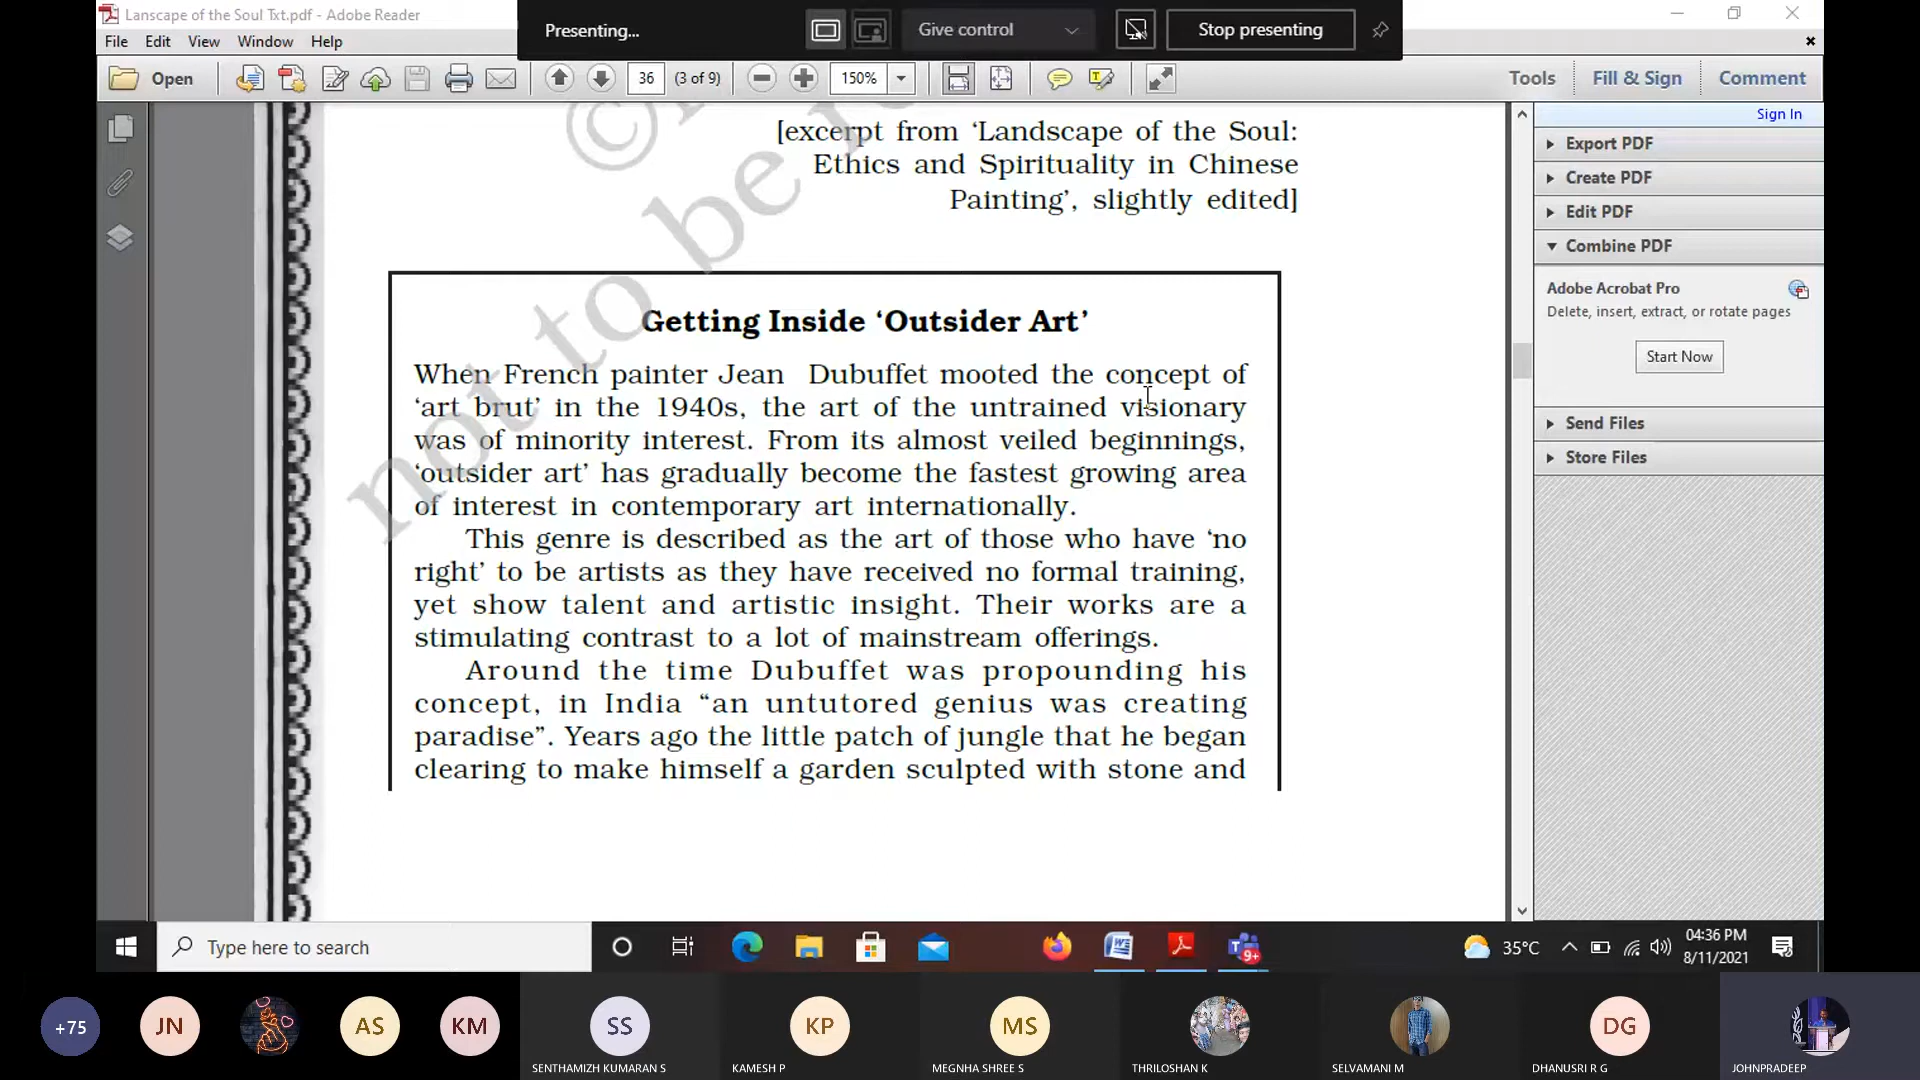 Lanscape of the Soul Txt.pdf - Adobe Reader
Presenting...
Give control
Stop presenting
File Edit View Window Help
Open
36 (3 of 9)
150%
Tools Fill & Sign Comment
Sign In
Export PDF
Create PDF
Edit PDF
Combine PDF
Adobe Acrobat Pro
Delete, insert, extract, or rotate pages
Start Now
Send Files
Store Files
not to be
[excerpt from ‘Landscape of the Soul:
Ethics and Spirituality in Chinese
Painting’, slightly edited]
Getting Inside ‘Outsider Art’
When French painter Jean Dubuffet mooted the concept of
‘art brut’ in the 1940s, the art of the untrained visionary
was of minority interest. From its almost veiled beginnings,
‘outsider art’ has gradually become the fastest growing area
of interest in contemporary art internationally.
This genre is described as the art of those who have ‘no
right’ to be artists as they have received no formal training,
yet show talent and artistic insight. Their works are a
stimulating contrast to a lot of mainstream offerings.
Around the time Dubuffet was propounding his
concept, in India “an untutored genius was creating
paradise”. Years ago the little patch of jungle that he began
clearing to make himself a garden sculpted with stone and
Type here to search
9+
35°C
04:36 PM
8/11/2021
+75
JN
AS
KM
SS
KP
MS
DG
SENTHAMIZH KUMARAN S
KAMESH P
MEGNHA SHREE S
THRILOSHAN K
SELVAMANI M
DHANUSRI R G
JOHNPRADEEP